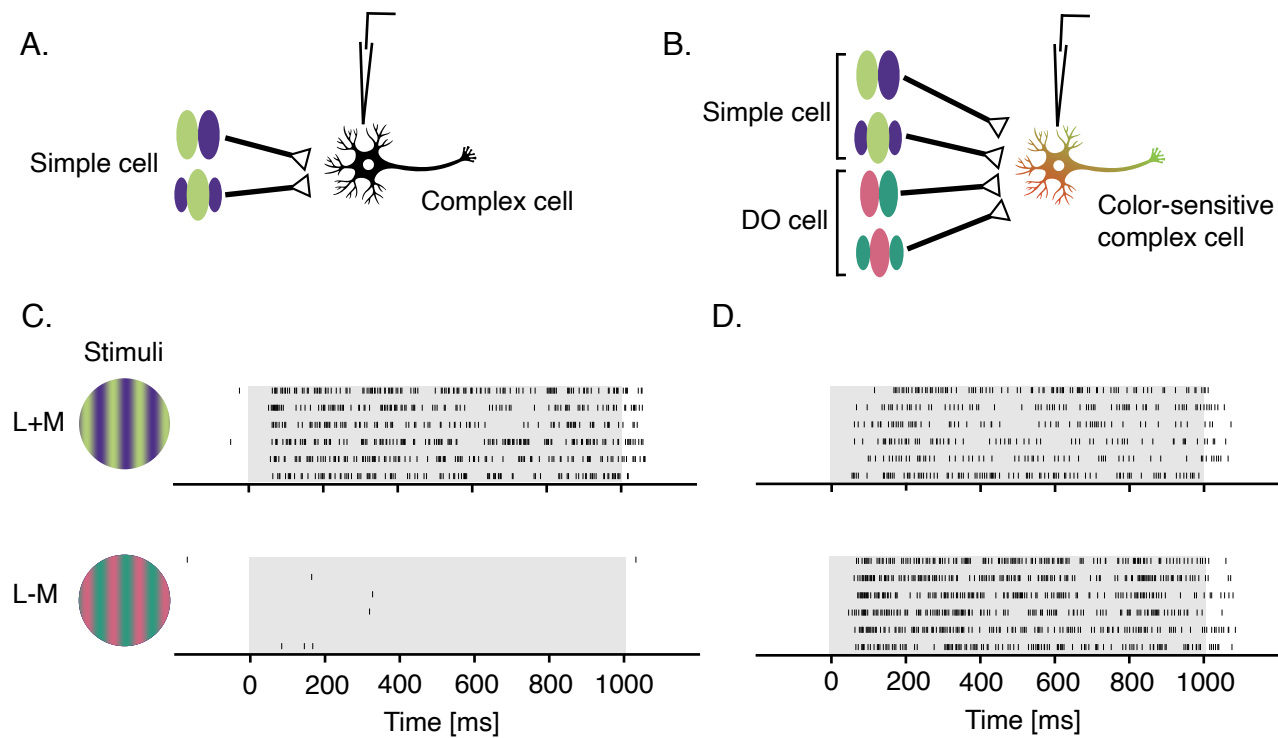 A.
Simple cell
Complex cell
B.
Simple cell
DO cell
Color-sensitive
complex cell
C.
Stimuli
L+M
L-M
0 200 400 600 800 1000
Time [ms]
D.
0 200 400 600 800 1000
Time [ms]